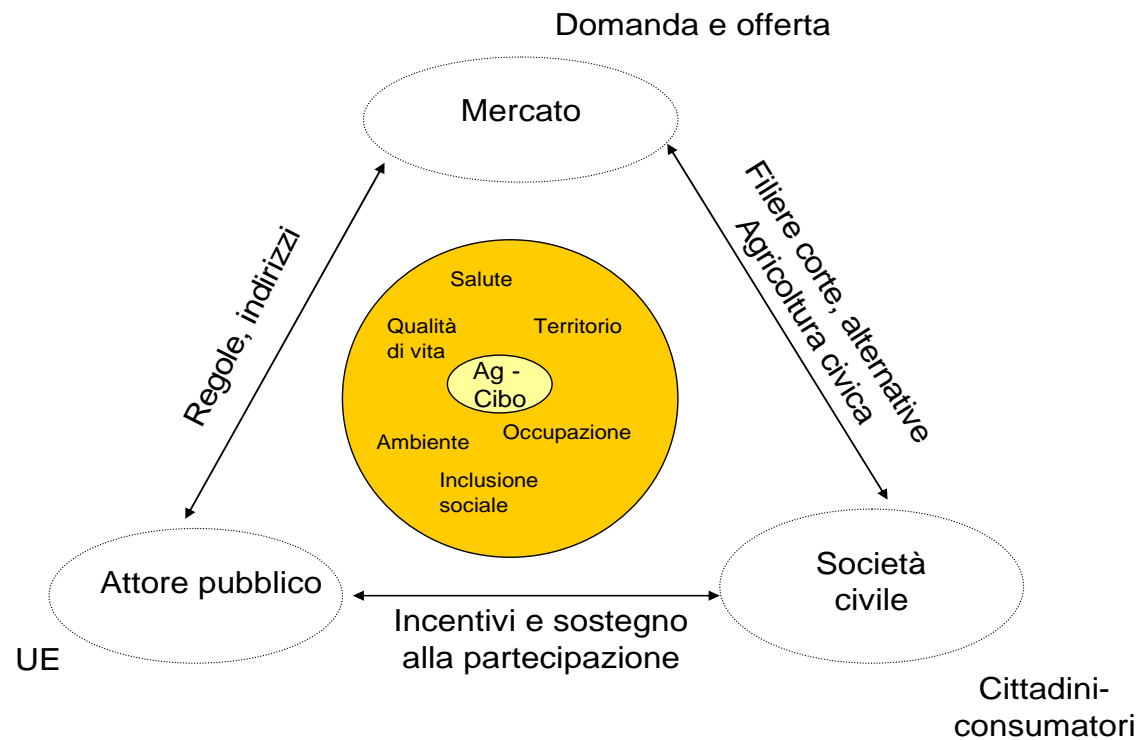 Domanda e offerta
Mercato
Regole, indirizzi
Filiere corte, alternative
Agricoltura civica
Salute
Qualità
di vita
Territorio
Ag -
Cibo
Ambiente
Occupazione
Inclusione
sociale
Attore pubblico
Società
civile
Incentivi e sostegno
alla partecipazione
UE
Cittadini-
consumatori